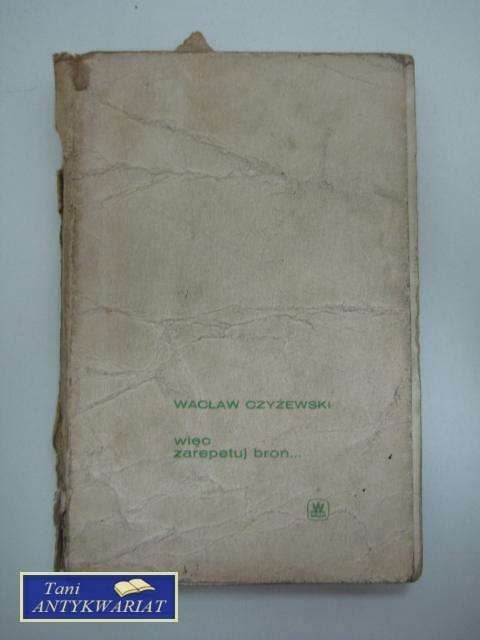 WACŁAW CZYŻEWSKI
więc
zarepetuj broń...
Tani
ANTYKWARIAT